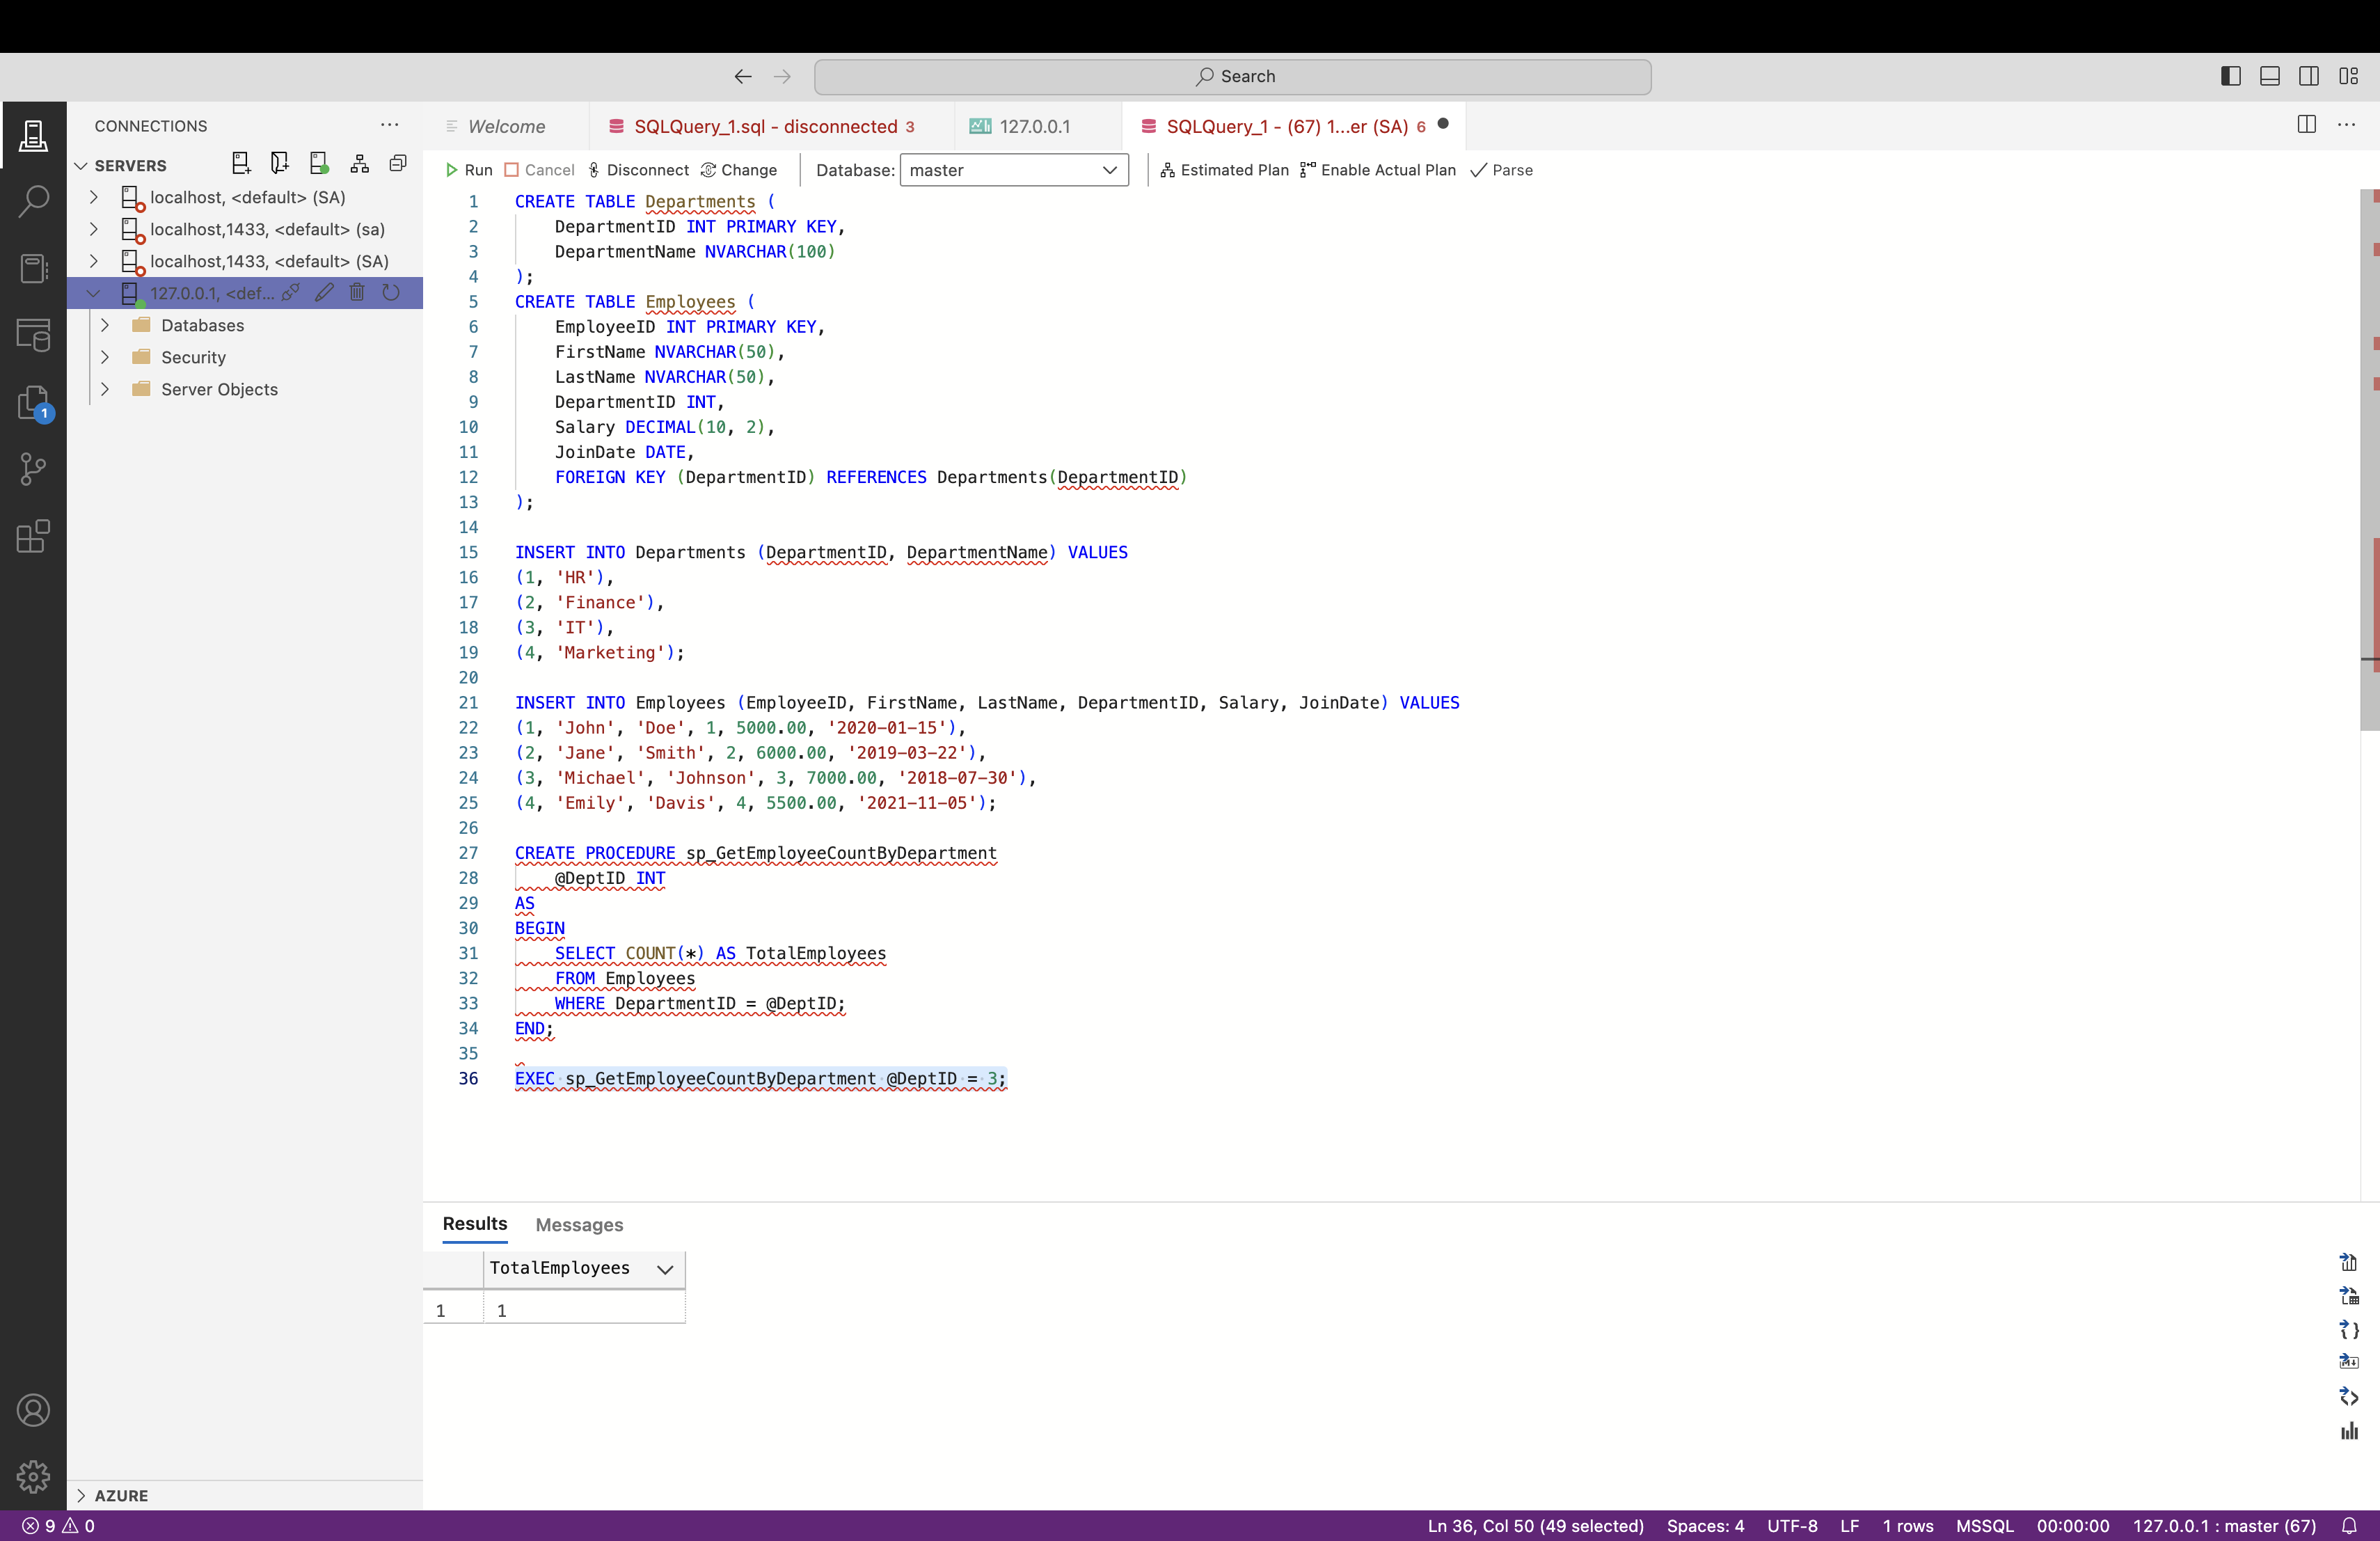 Search
CONNECTIONS
SERVERS
localhost, <default> (SA)
localhost,1433, <default> (sa)
localhost,1433, <default> (SA)
127.0.0.1, <def...
Databases
Security
Server Objects
1
AZURE
Welcome
SQLQuery_1.sql - disconnected 3
127.0.0.1
SQLQuery_1 - (67) 1...er (SA) 6
Run Cancel Disconnect Change Database: master Estimated Plan Enable Actual Plan Parse
1 CREATE TABLE Departments (
2     DepartmentID INT PRIMARY KEY,
3     DepartmentName NVARCHAR(100)
4 );
5 CREATE TABLE Employees (
6     EmployeeID INT PRIMARY KEY,
7     FirstName NVARCHAR(50),
8     LastName NVARCHAR(50),
9     DepartmentID INT,
10     Salary DECIMAL(10, 2),
11     JoinDate DATE,
12     FOREIGN KEY (DepartmentID) REFERENCES Departments(DepartmentID)
13 );
14
15 INSERT INTO Departments (DepartmentID, DepartmentName) VALUES
16 (1, 'HR'),
17 (2, 'Finance'),
18 (3, 'IT'),
19 (4, 'Marketing');
20
21 INSERT INTO Employees (EmployeeID, FirstName, LastName, DepartmentID, Salary, JoinDate) VALUES
22 (1, 'John', 'Doe', 1, 5000.00, '2020-01-15'),
23 (2, 'Jane', 'Smith', 2, 6000.00, '2019-03-22'),
24 (3, 'Michael', 'Johnson', 3, 7000.00, '2018-07-30'),
25 (4, 'Emily', 'Davis', 4, 5500.00, '2021-11-05');
26
27 CREATE PROCEDURE sp_GetEmployeeCountByDepartment
28     @DeptID INT
29 AS
30 BEGIN
31     SELECT COUNT(*) AS TotalEmployees
32     FROM Employees
33     WHERE DepartmentID = @DeptID;
34 END;
35
36 EXEC sp_GetEmployeeCountByDepartment @DeptID = 3;
Results Messages
TotalEmployees
1 1
9 0
Ln 36, Col 50 (49 selected) Spaces: 4 UTF-8 LF 1 rows MSSQL 00:00:00 127.0.0.1 : master (67)